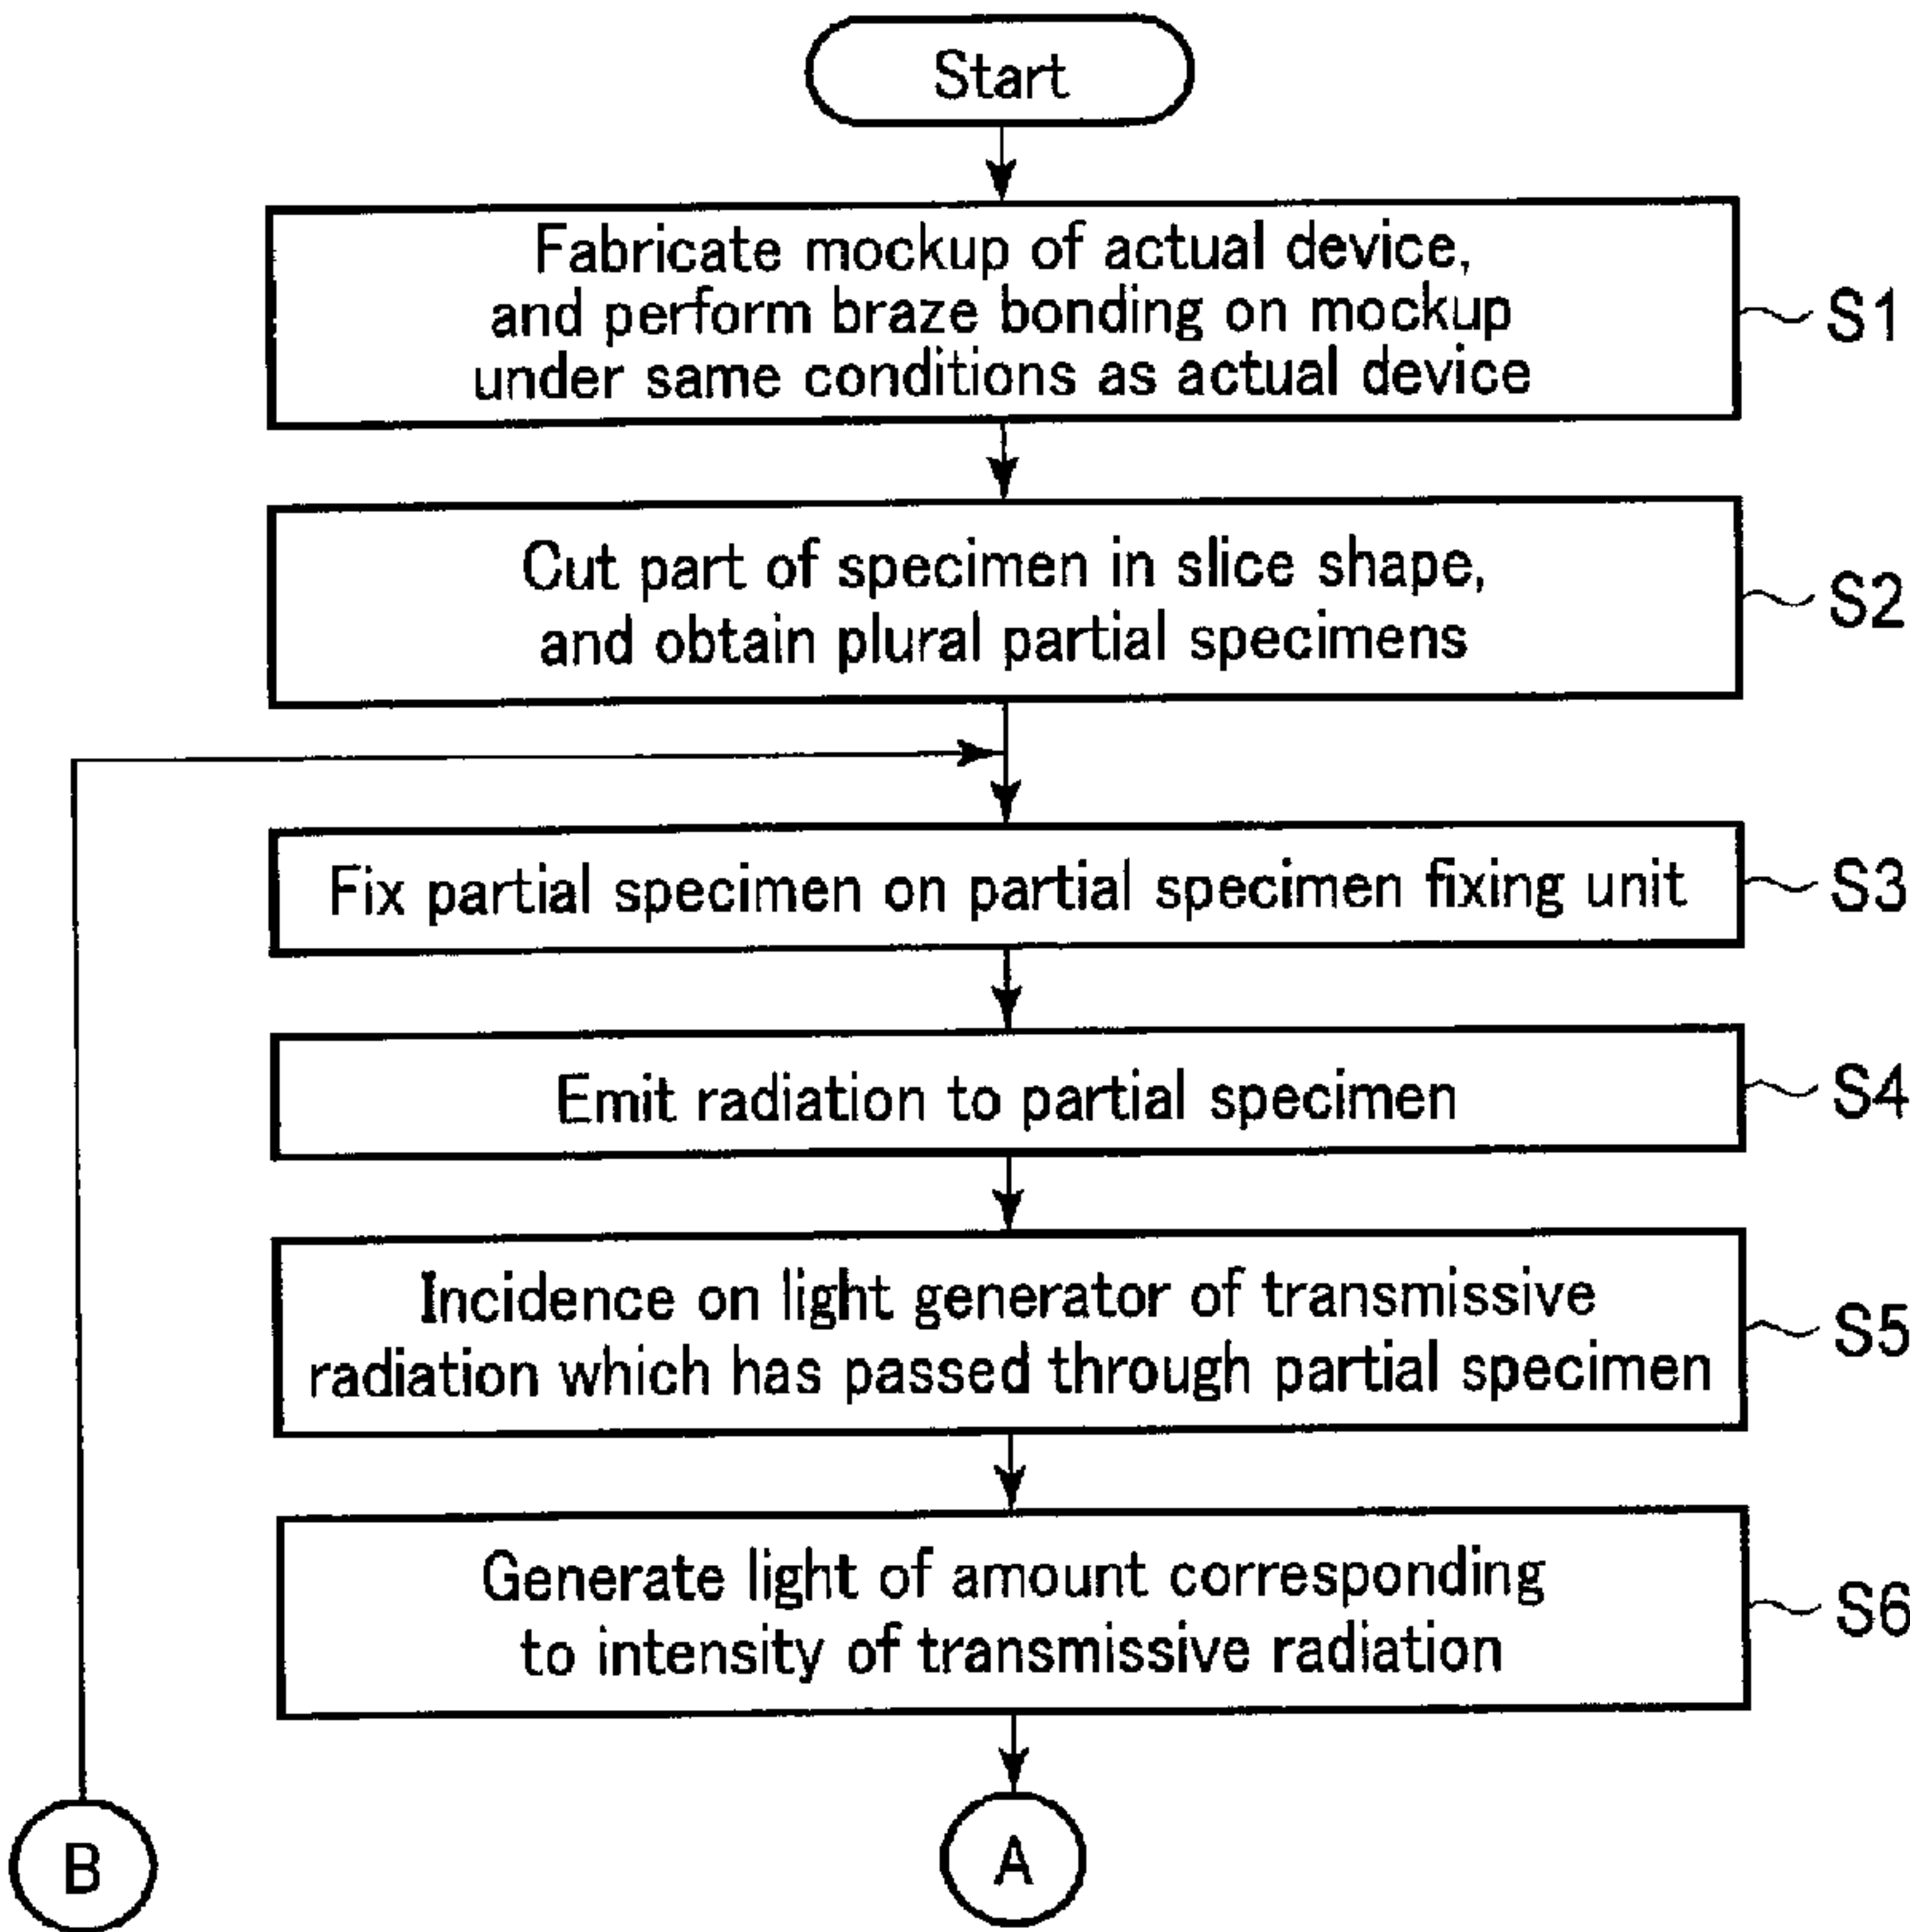 Start
Fabricate mockup of actual device,
and perform braze bonding on mockup
under same conditions as actual device
S1
Cut part of specimen in slice shape,
and obtain plural partial specimens
S2
Fix partial specimen on partial specimen fixing unit
S3
Emit radiation to partial specimen
S4
Incidence on light generator of transmissive
radiation which has passed through partial specimen
S5
Generate light of amount corresponding
to intensity of transmissive radiation
S6
B
A